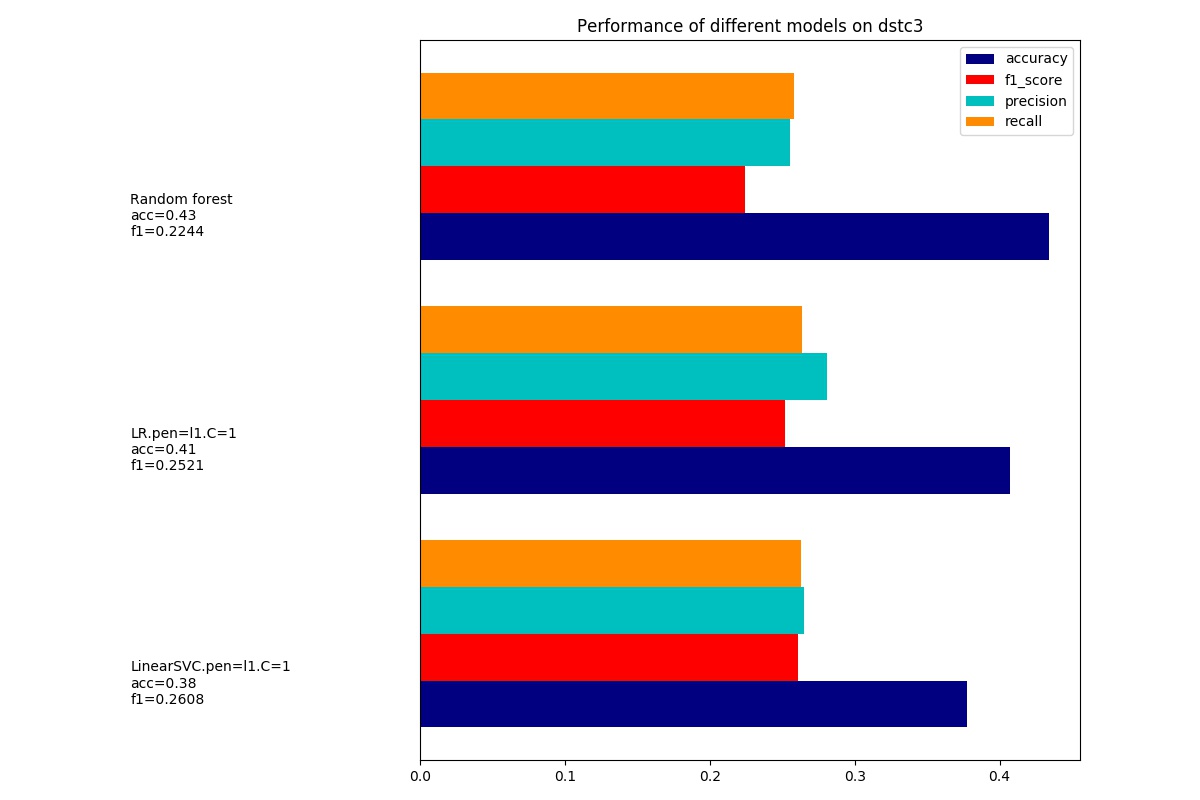 Performance of different models on dstc3
accuracy
f1_score
precision
recall
Random forest
acc=0.43
f1=0.2244
LR.pen=l1.C=1
acc=0.41
f1=0.2521
LinearSVC.pen=l1.C=1
acc=0.38
f1=0.2608
0.0 0.1 0.2 0.3 0.4